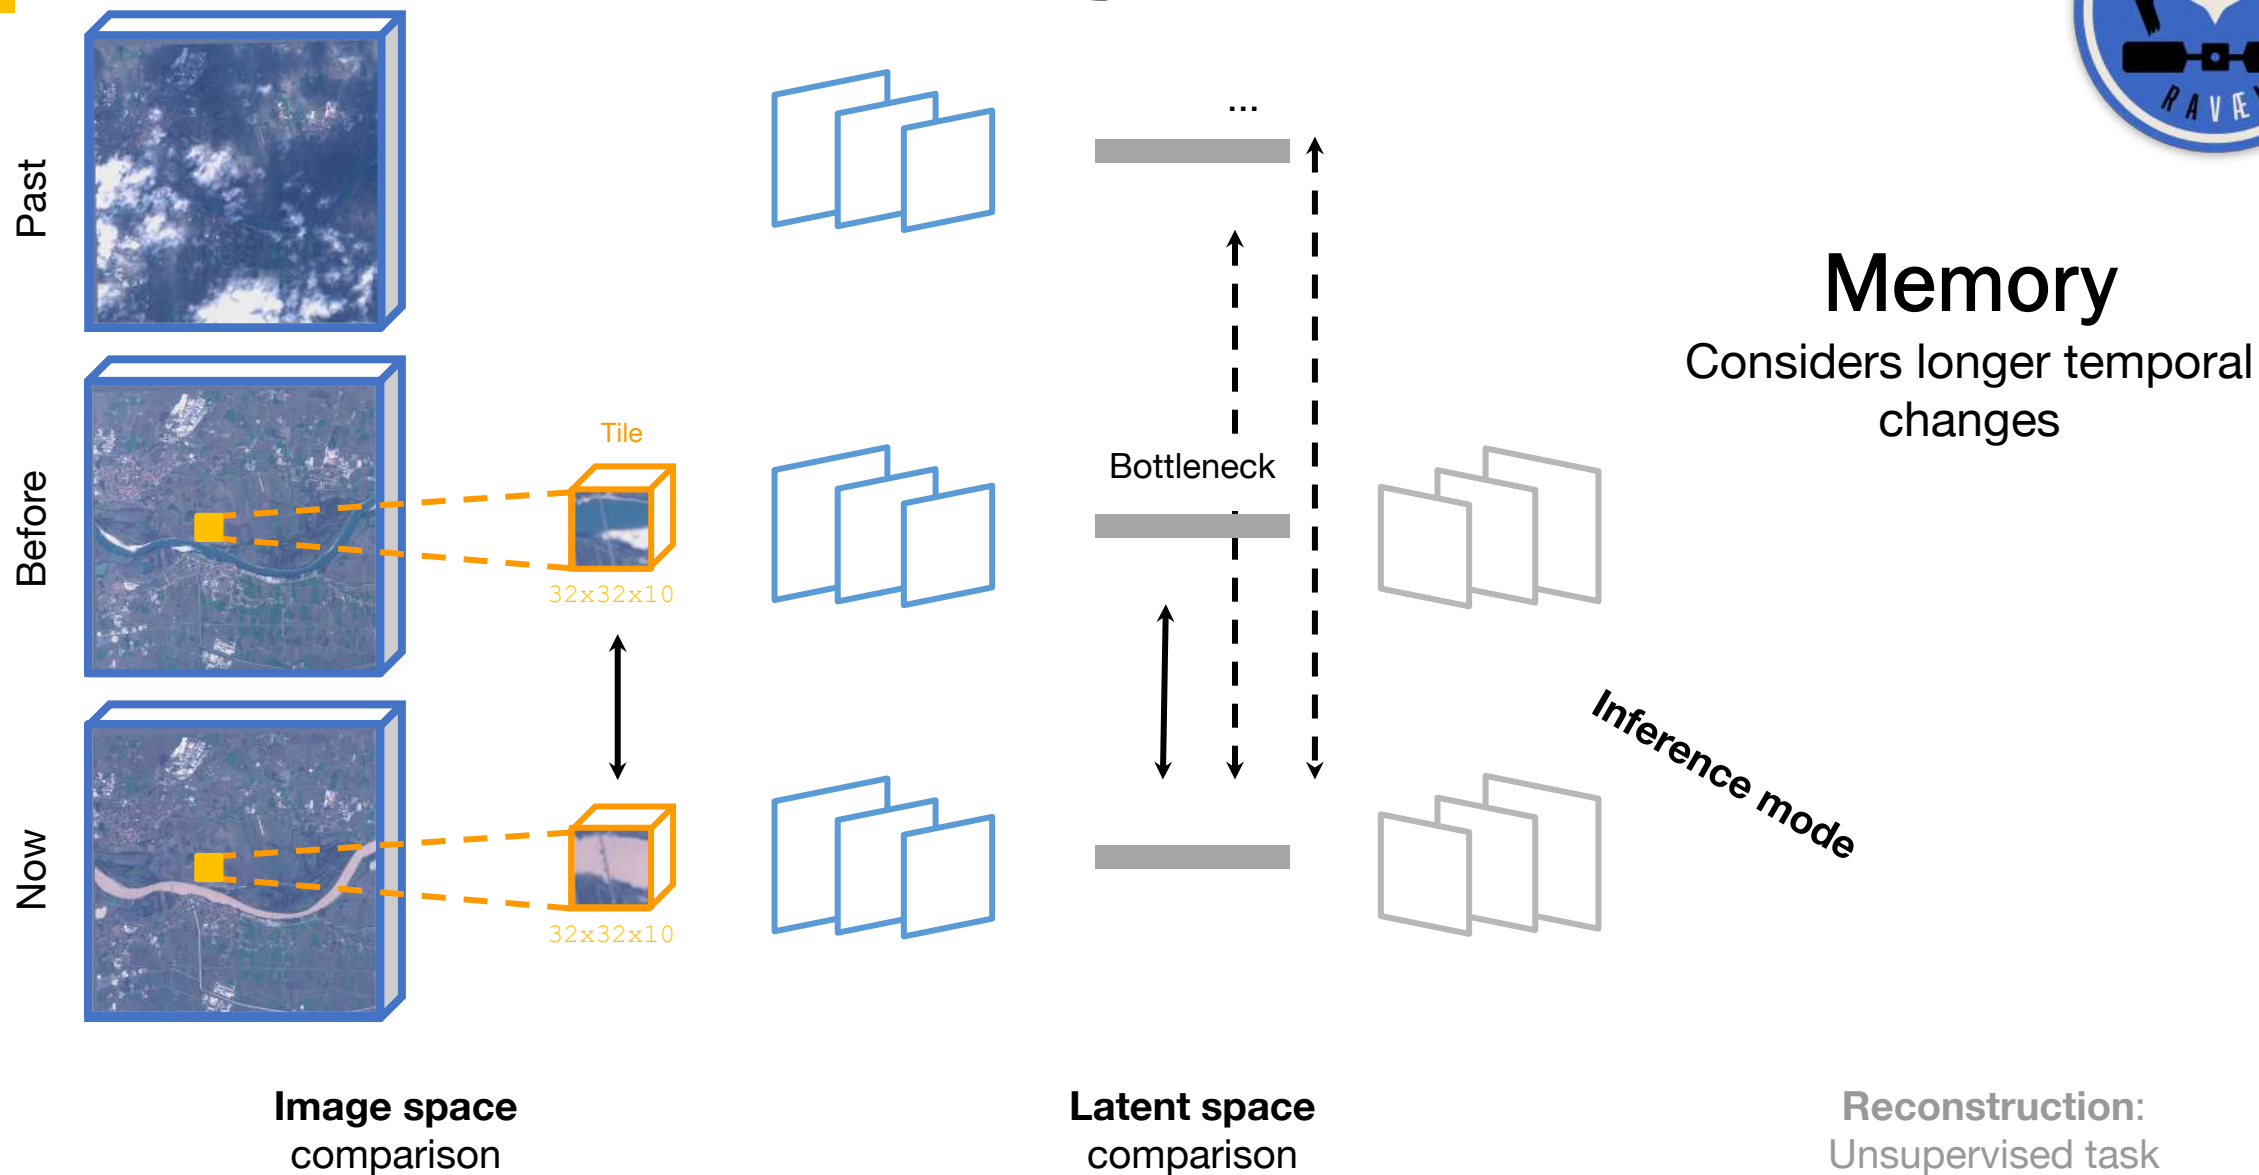 Past
...
Memory
Considers longer temporal
changes
Before
Tile
Bottleneck
32x32x10
Inference mode
Now
32x32x10
Image space
comparison
Latent space
comparison
Reconstruction:
Unsupervised task